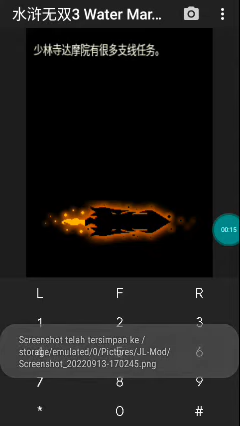 水浒无双3 Water Mar...
少林寺达摩院有很多支线任务。
00:15
L F R
1 2 3
Screenshot telah tersimpan ke /
storage/emulated/0/Pictures/JL-Mod/
Screenshot_20220913-170245.png
6
7 8 9
* 0 #